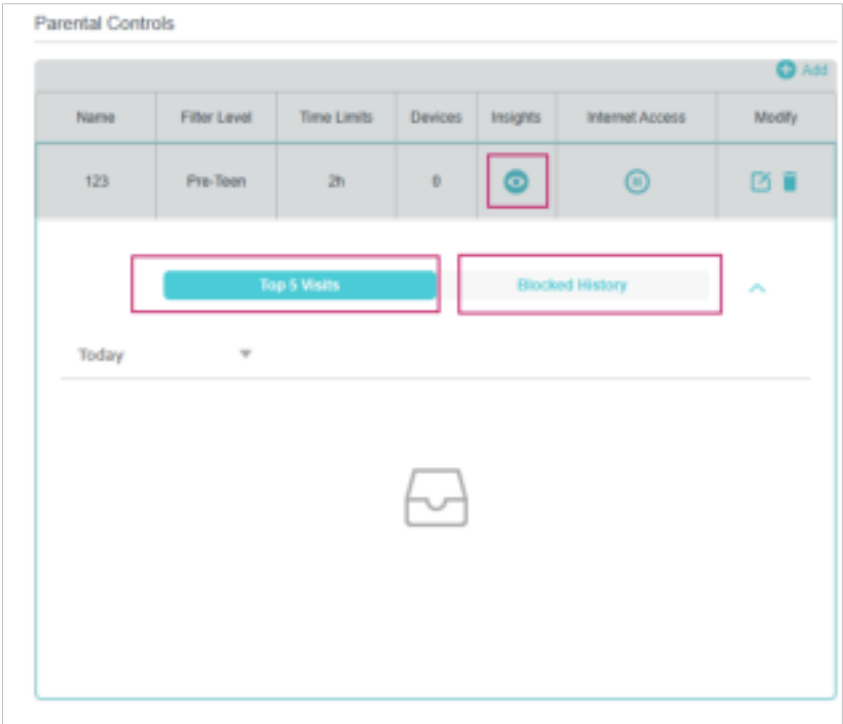 Parental Controls
Add
Name Filter Level Time Limits Devices Insights Internet Access Modify
123 Pre-Teen 2h 0
Top 5 Visits Blocked History
Today